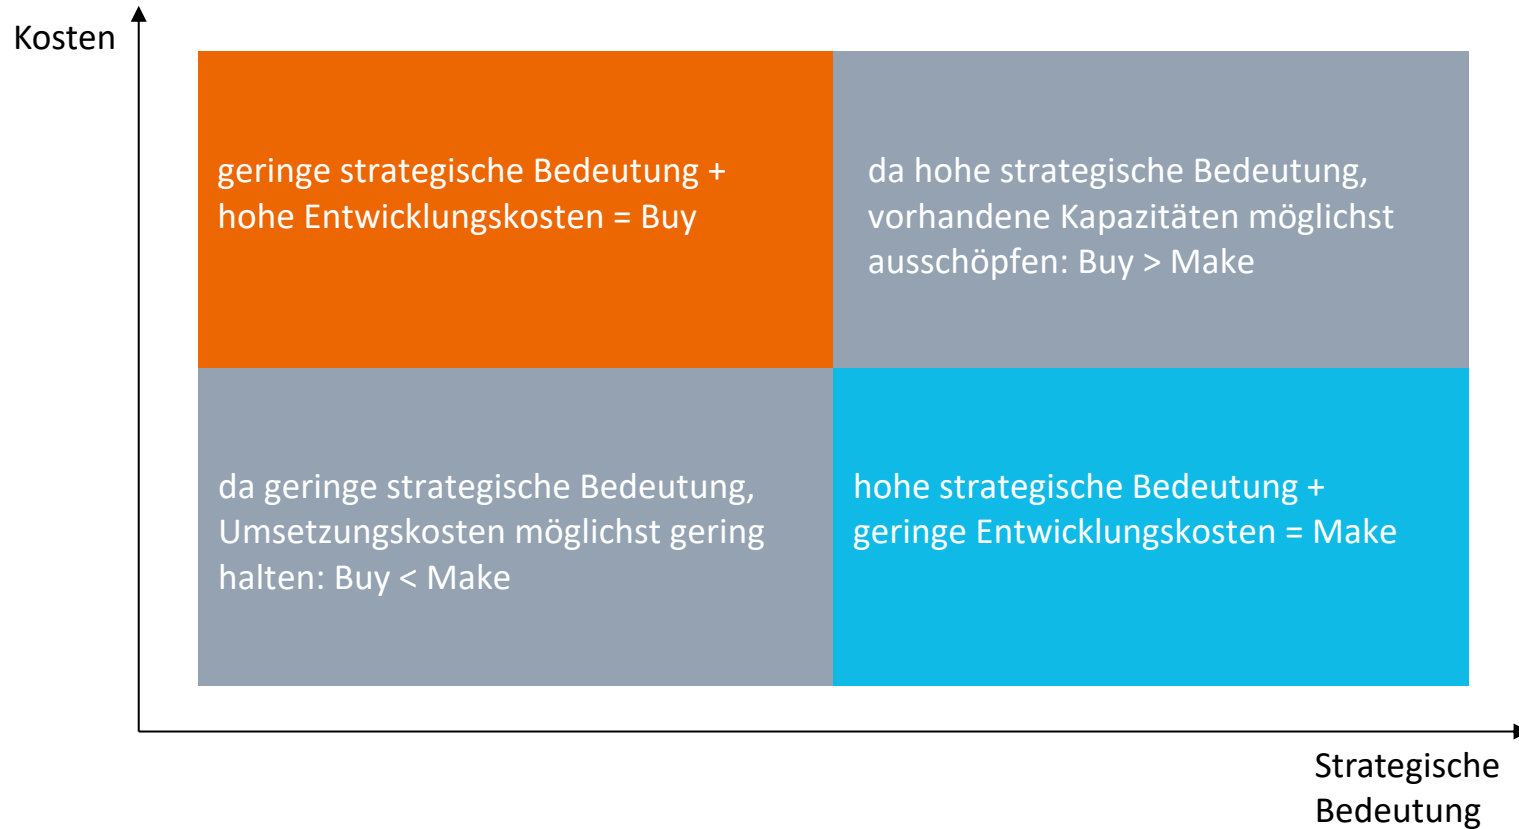 Kosten
geringe strategische Bedeutung +
hohe Entwicklungskosten = Buy
da hohe strategische Bedeutung,
vorhandene Kapazitäten möglichst
ausschöpfen: Buy > Make
da geringe strategische Bedeutung,
Umsetzungskosten möglichst gering
halten: Buy < Make
hohe strategische Bedeutung +
geringe Entwicklungskosten = Make
Strategische
Bedeutung